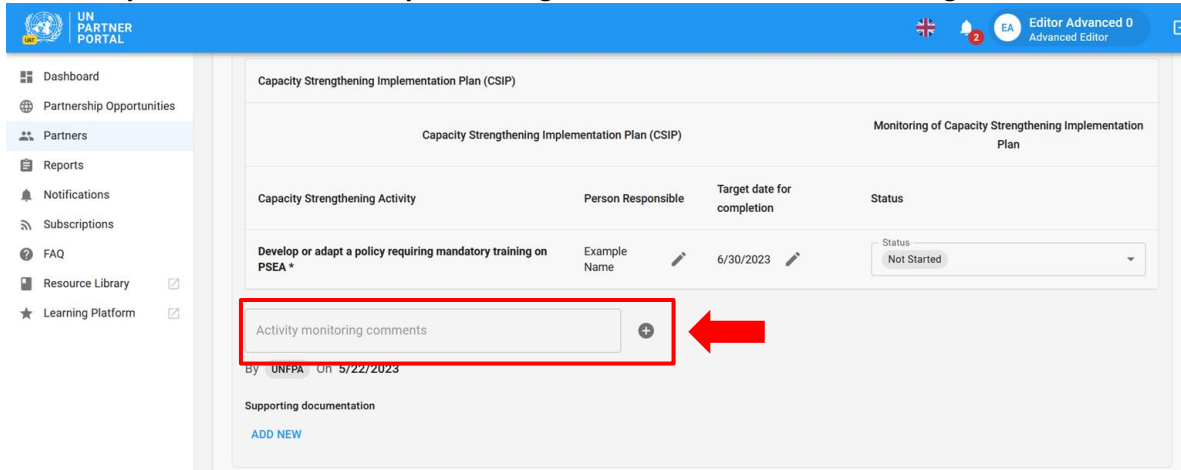 UN
PARTNER
PORTAL
UAT
2
EA
Editor Advanced 0
Advanced Editor
Dashboard
Partnership Opportunities
Partners
Reports
Notifications
Subscriptions
FAQ
Resource Library
Learning Platform
Capacity Strengthening Implementation Plan (CSIP)
Capacity Strengthening Implementation Plan (CSIP)
Monitoring of Capacity Strengthening Implementation
Plan
Capacity Strengthening Activity
Person Responsible
Target date for
completion
Status
Develop or adapt a policy requiring mandatory training on
PSEA *
Example
Name
6/30/2023
Status
Not Started
Activity monitoring comments
By UNFPA On 5/22/2023
Supporting documentation
ADD NEW